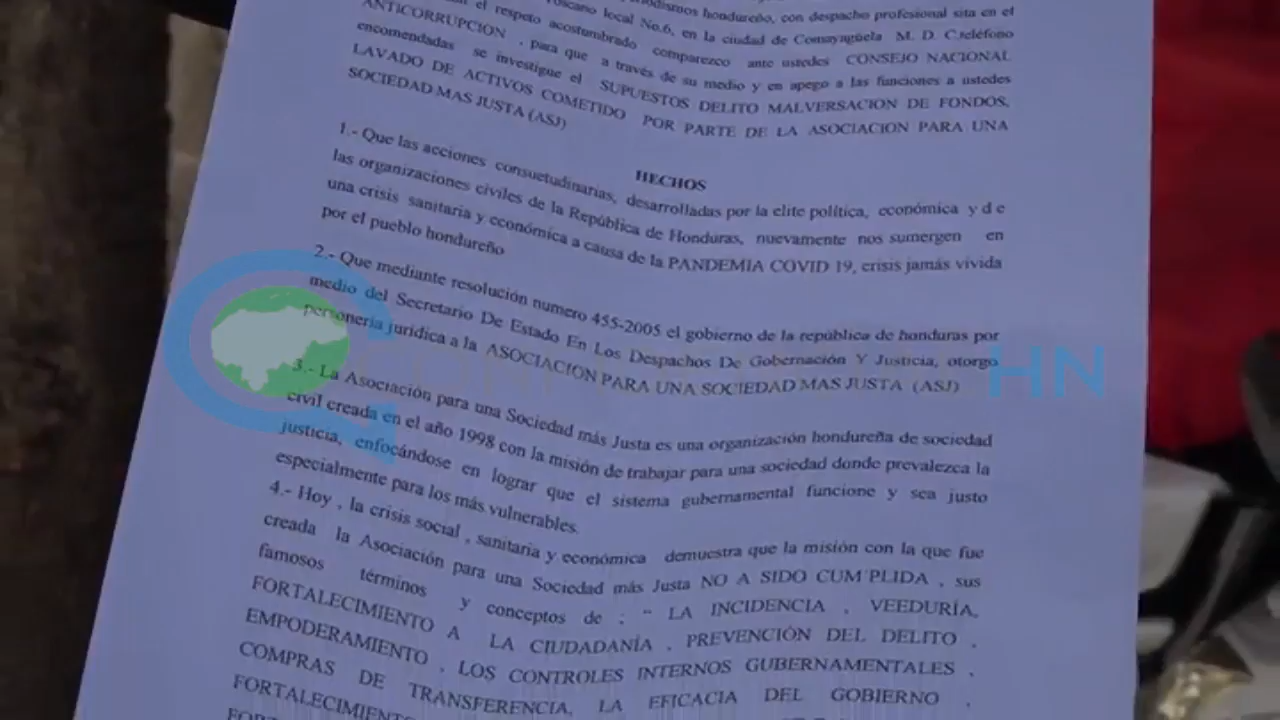 hondureño, con despacho profesional sita en el
local No.6, en la ciudad de Comayagüela M. D. C.teléfono
el respeto acostumbrado comparezco ante ustedes CONSEJO NACIONAL
ANTICORRUPCION , para que a través de su medio y en apego a las funciones a ustedes
encomendadas se investigue el SUPUESTOS DELITO MALVERSACION DE FONDOS,
LAVADO DE ACTIVOS COMETIDO POR PARTE DE LA ASOCIACION PARA UNA
SOCIEDAD MAS JUSTA (ASJ)
HECHOS
1.- Que las acciones consuetudinarias, desarrolladas por la elite política, económica y d e
las organizaciones civiles de la República de Honduras, nuevamente nos sumergen en
una crisis sanitaria y económica a causa de la PANDEMIA COVID 19, crisis jamás vivida
por el pueblo hondureño
2.- Que mediante resolución numero 455-2005 el gobierno de la república de honduras por
medio del Secretario De Estado En Los Despachos De Gobernación Y Justicia, otorgo
personería jurídica a la ASOCIACION PARA UNA SOCIEDAD MAS JUSTA (ASJ)
3.- La Asociación para una Sociedad más Justa es una organización hondureña de sociedad
civil creada en el año 1998 con la misión de trabajar para una sociedad donde prevalezca la
justicia, enfocándose en lograr que el sistema gubernamental funcione y sea justo
especialmente para los más vulnerables.
4.- Hoy , la crisis social , sanitaria y económica demuestra que la misión con la que fue
creada la Asociación para una Sociedad más Justa NO A SIDO CUM´PLIDA , sus
famosos términos y conceptos de : “ LA INCIDENCIA , VEEDURÍA,
FORTALECIMIENTO A LA CIUDADANÍA , PREVENCIÓN DEL DELITO ,
EMPODERAMIENTO , LOS CONTROLES INTERNOS GUBERNAMENTALES ,
COMPRAS DE TRANSFERENCIA, LA EFICACIA DEL GOBIERNO ,
FORTALECIMIENTO
HN